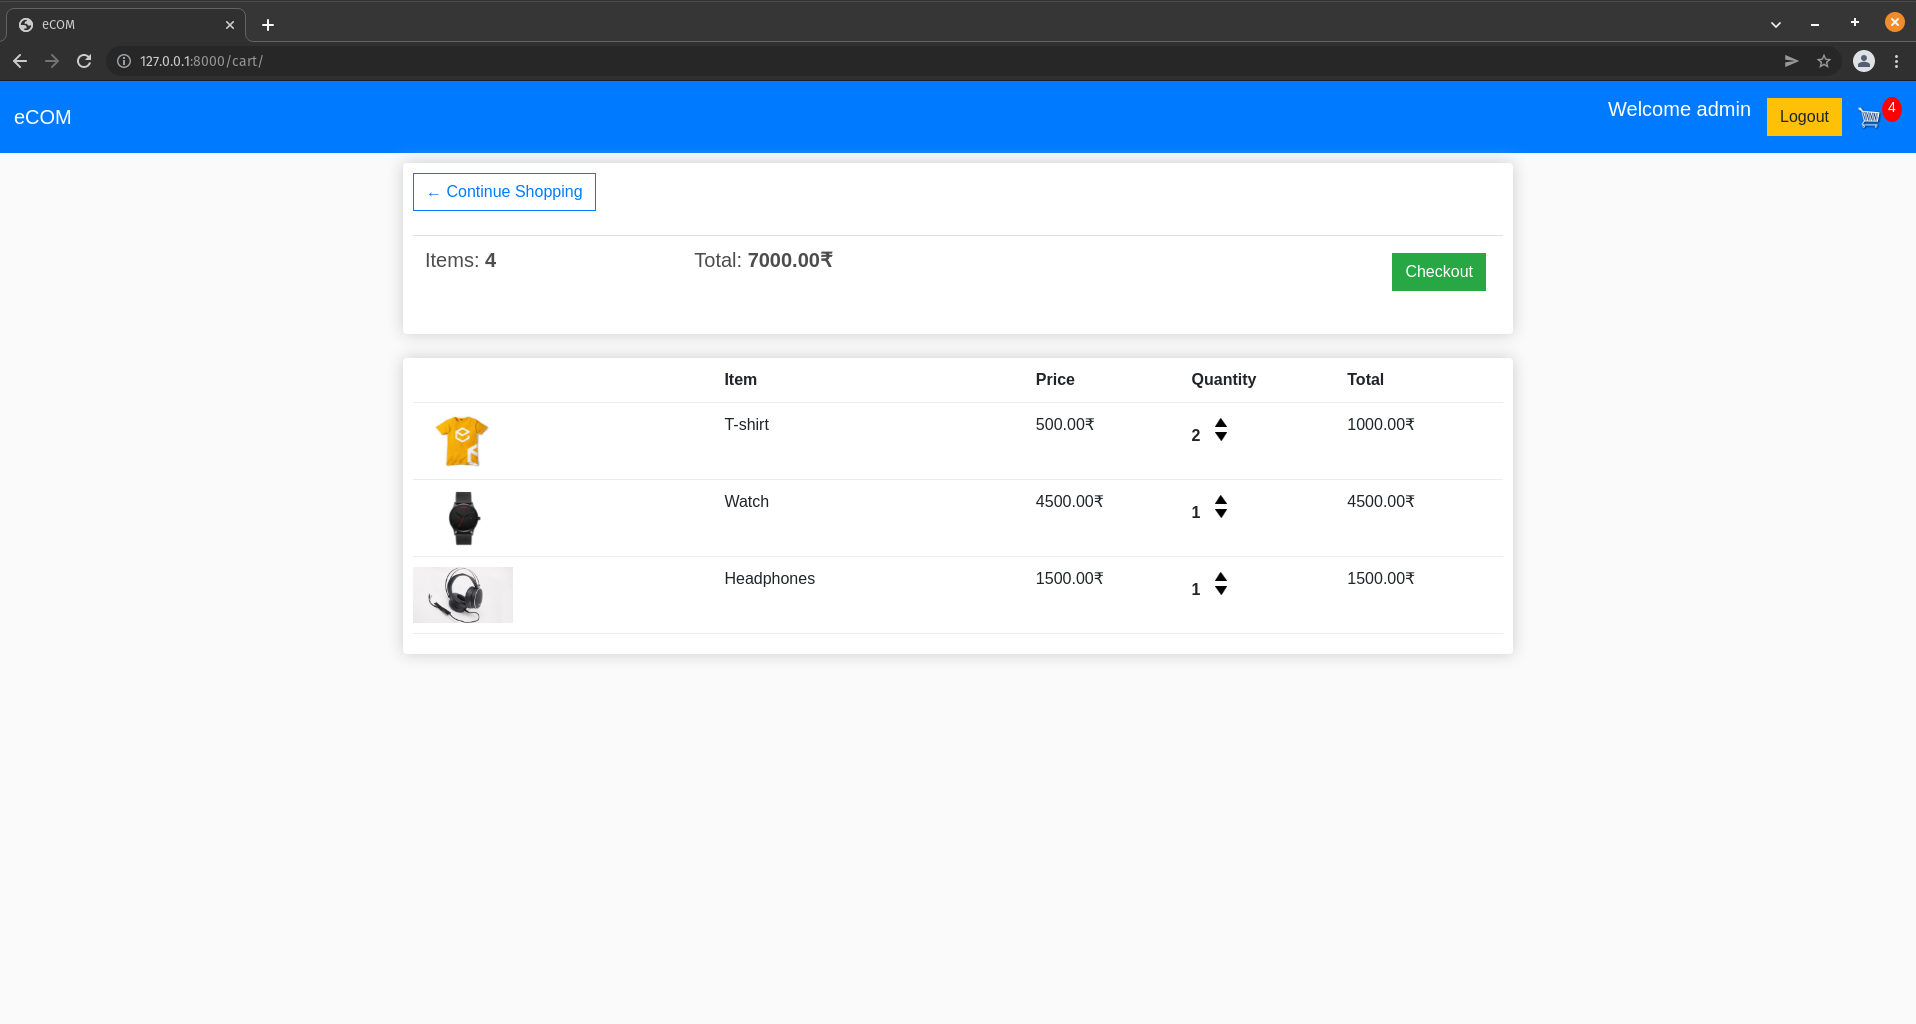 eCOM
127.0.0.1:8000/cart/
eCOM
Welcome admin
Logout
4
← Continue Shopping
Items: 4 Total: 7000.00₹
Checkout
Item Price Quantity Total
T-shirt 500.00₹ 2 1000.00₹
Watch 4500.00₹ 1 4500.00₹
Headphones 1500.00₹ 1 1500.00₹